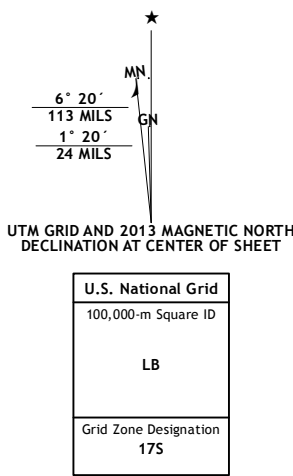 ★
MN
GN
6° 20´
113 MILS
1° 20´
24 MILS
UTM GRID AND 2013 MAGNETIC NORTH
DECLINATION AT CENTER OF SHEET
U.S. National Grid
100,000-m Square ID
LB
Grid Zone Designation
17S